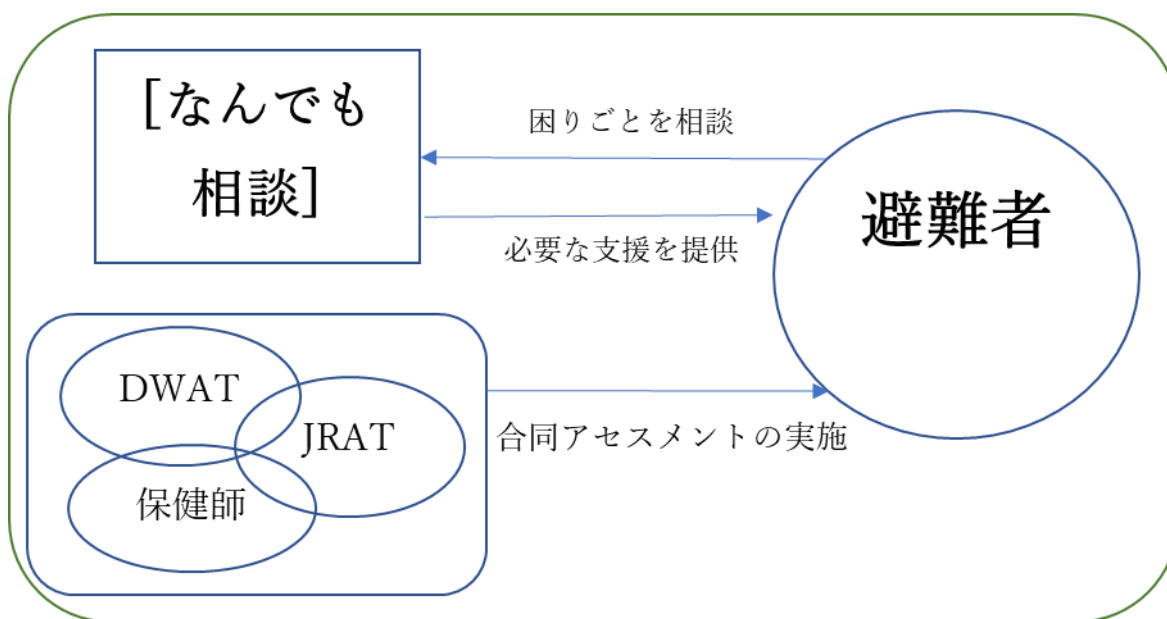 [なんでも
相談]
困りごとを相談
必要な支援を提供
避難者
DWAT
JRAT
保健師
合同アセスメントの実施